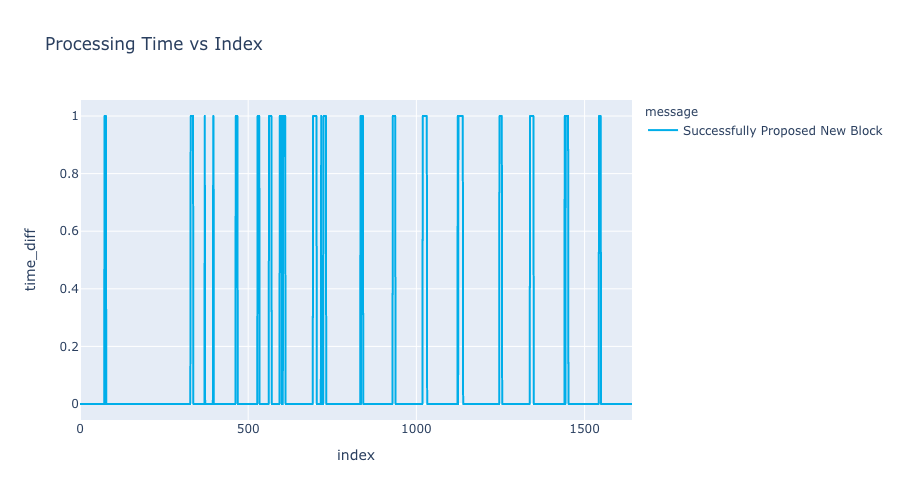 Processing Time vs Index
message
Successfully Proposed New Block
1
0.8
0.6
0.4
0.2
0
time_diff
0
500
1000
1500
index